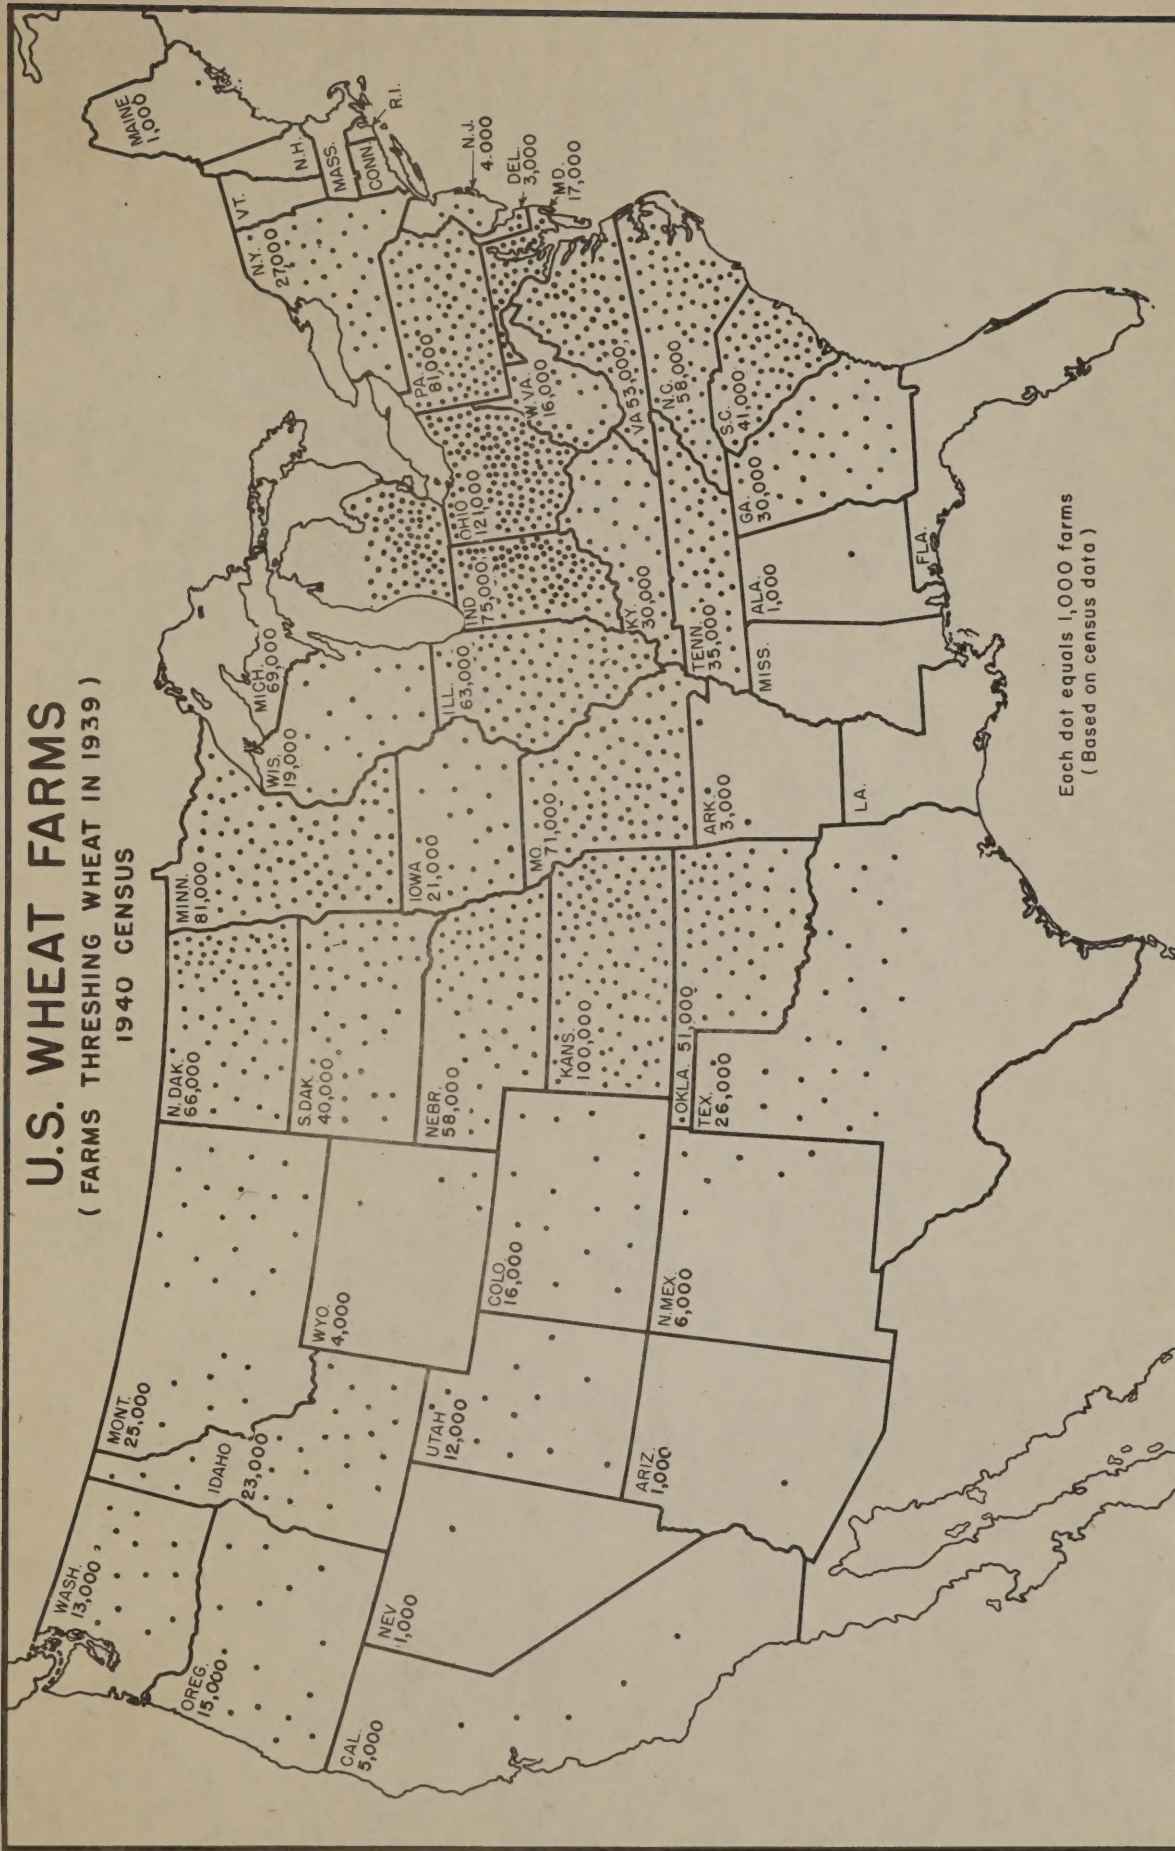 U.S. WHEAT FARMS
( FARMS THRESHING WHEAT IN 1939 )
1940 CENSUS
WASH.
13,000
OREG.
15,000
CAL.
5,000
NEV
1,000
IDAHO
23,000
MONT.
25,000
WYO.
4,000
UTAH
12,000
ARIZ.
1,000
COLO.
16,000
N.MEX.
6,000
N.DAK.
66,000
S.DAK.
40,000
NEBR.
58,000
KANS.
100,000
OKLA. 51,000
TEX.
26,000
MINN.
81,000
IOWA
21,000
MO.
71,000
ARK.
3,000
LA.
WIS.
19,000
MICH.
69,000
ILL.
63,000
IND.
75,000
OHIO
121,000
KY.
30,000
TENN.
35,000
MISS.
ALA.
1,000
GA.
30,000
FLA.
S.C.
41,000
N.C.
58,000
VA 53,000
W.VA.
16,000
PA.
81,000
N.Y.
27,000
VT.
N.H.
MAINE
1,000
MASS.
CONN.
R.I.
N.J.
4.000
DEL.
3,000
MD.
17,000
Each dot equals 1,000 farms
( Based on census data )